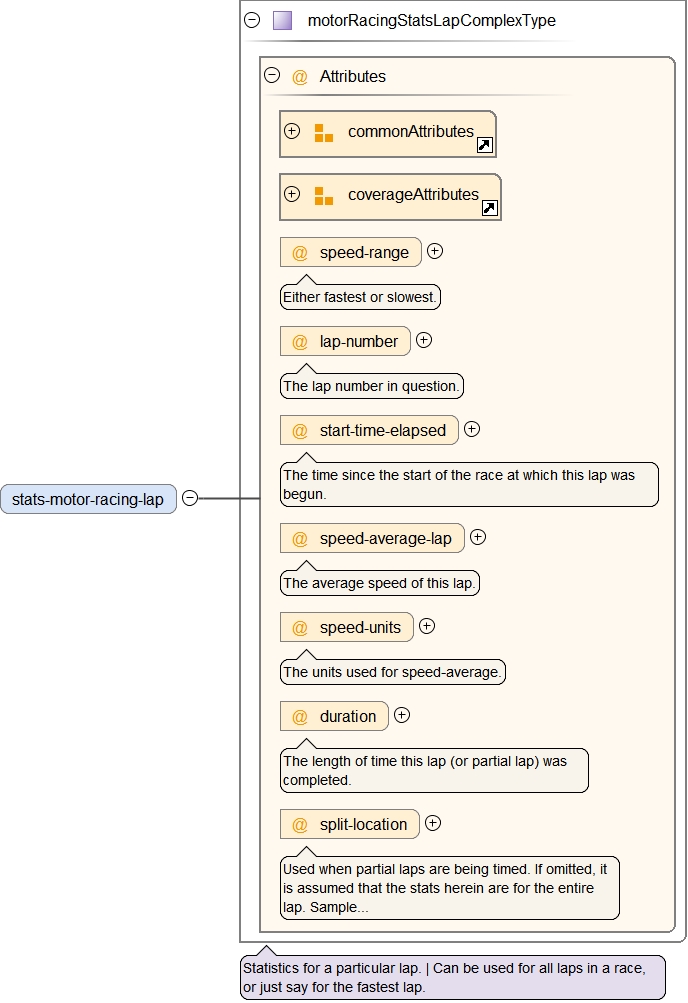 motorRacingStatsLapComplexType
@ Attributes
commonAttributes
coverageAttributes
@ speed-range
Either fastest or slowest.
@ lap-number
The lap number in question.
@ start-time-elapsed
The time since the start of the race at which this lap was
begun.
stats-motor-racing-lap
@ speed-average-lap
The average speed of this lap.
@ speed-units
The units used for speed-average.
@ duration
The length of time this lap (or partial lap) was
completed.
@ split-location
Used when partial laps are being timed. If omitted, it
is assumed that the stats herein are for the entire
lap. Sample...
Statistics for a particular lap. | Can be used for all laps in a race,
or just say for the fastest lap.